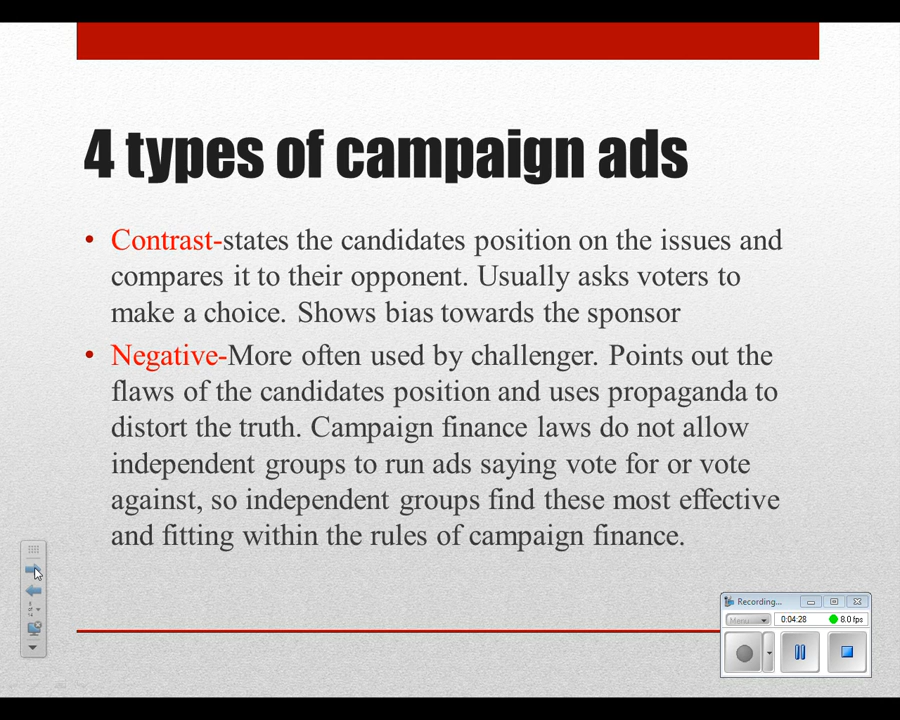 4 types of campaign ads
• Contrast-states the candidates position on the issues and
compares it to their opponent. Usually asks voters to
make a choice. Shows bias towards the sponsor
• Negative-More often used by challenger. Points out the
flaws of the candidates position and uses propaganda to
distort the truth. Campaign finance laws do not allow
independent groups to run ads saying vote for or vote
against, so independent groups find these most effective
and fitting within the rules of campaign finance.
Recording...
Menu
0:04:28
8.0 fps